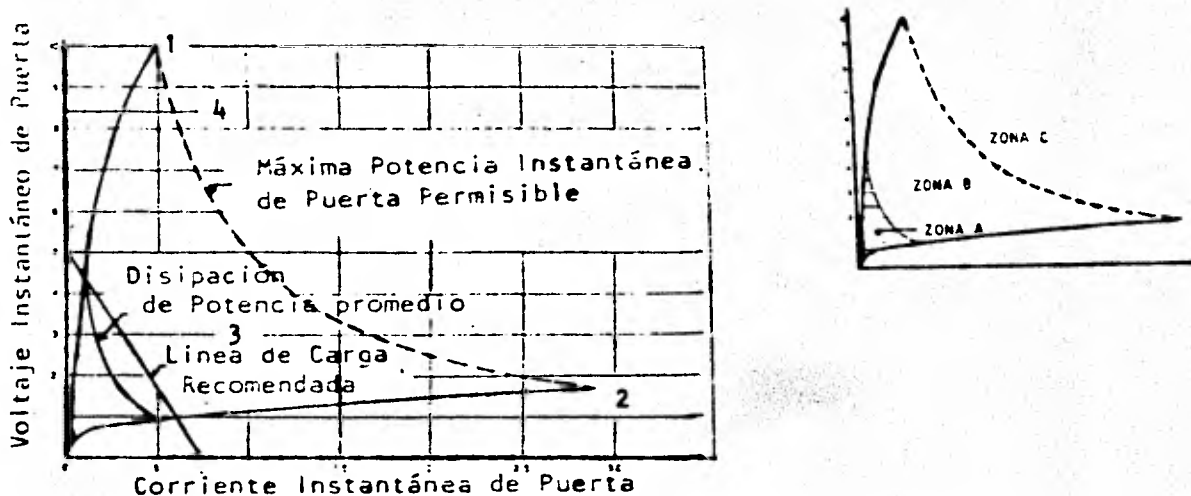 Voltaje Instantáneo de Puerta
1
4
Máxima Potencia Instantánea
de Puerta Permisible
Disipación
de Potencia promedio
3
Linea de Carga
Recomendada
2
Corriente Instantánea de Puerta
ZONA C
ZONA B
ZONA A